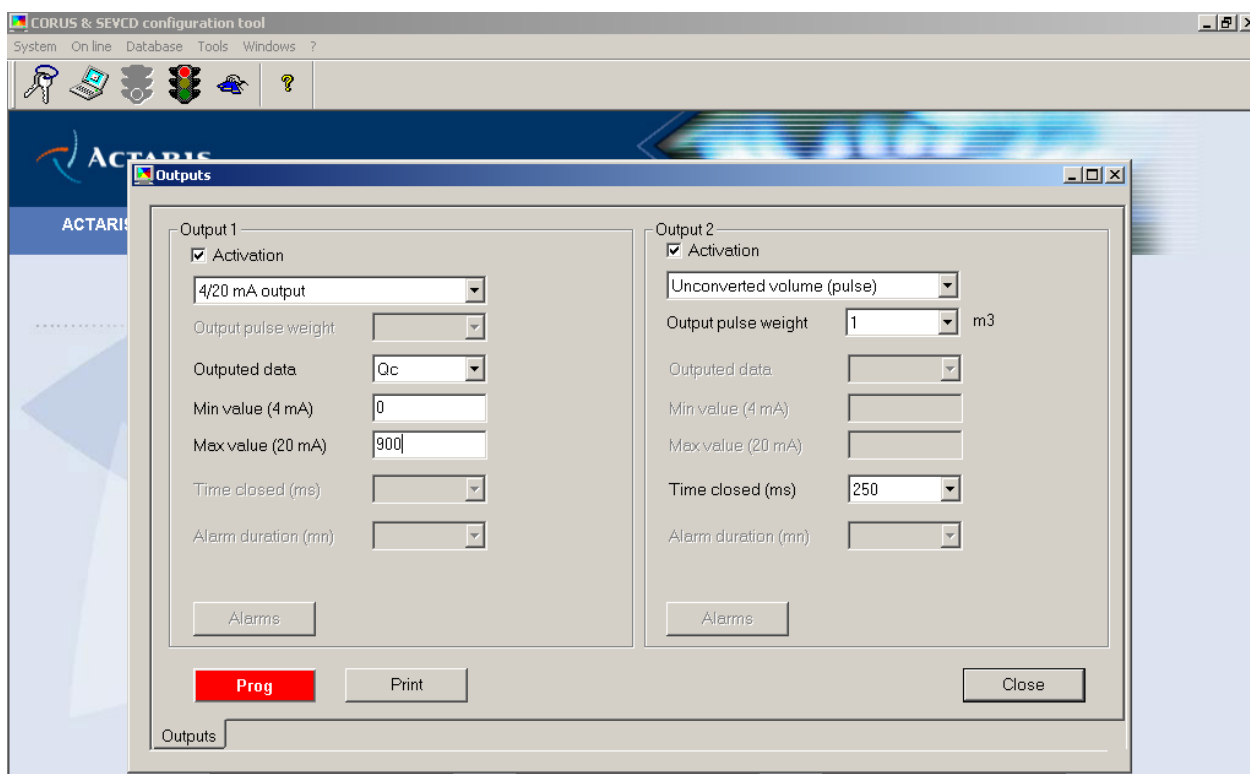 CORUS & SEVCD configuration tool
System On line Database Tools Windows ?
ACTARIS
Outputs
ACTARIS
Output 1
Activation
4/20 mA output
Output pulse weight
Outputed data Qc
Min value (4 mA) 0
Max value (20 mA) 900
Time closed (ms)
Alarm duration (mn)
Alarms
Output 2
Activation
Unconverted volume (pulse)
Output pulse weight 1 m3
Outputed data
Min value (4 mA)
Max value (20 mA)
Time closed (ms) 250
Alarm duration (mn)
Alarms
Prog Print Close
Outputs